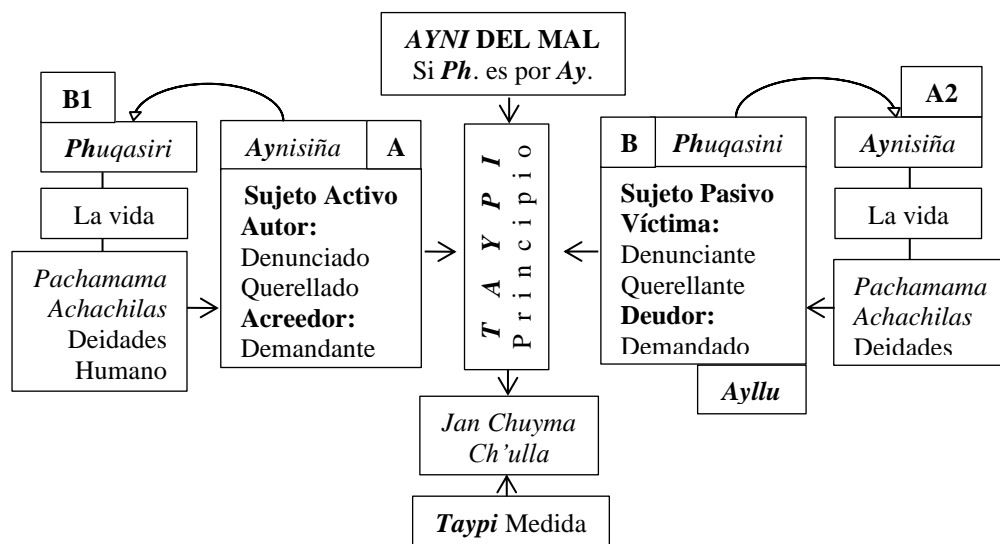 AYNI DEL MAL
Si Ph. es por Ay.
B1
Phuqasiri
La vida
Pachamama
Achachilas
Deidades
Humano
Aynisiña A
Sujeto Activo
Autor:
Denunciado
Querellado
Acreedor:
Demandante
TAYPI
Principio
B Phuqasini
Sujeto Pasivo
Víctima:
Denunciante
Querellante
Deudor:
Demandado
Ayllu
A2
Aynisiña
La vida
Pachamama
Achachilas
Deidades
Jan Chuyma
Ch’ulla
Taypi Medida